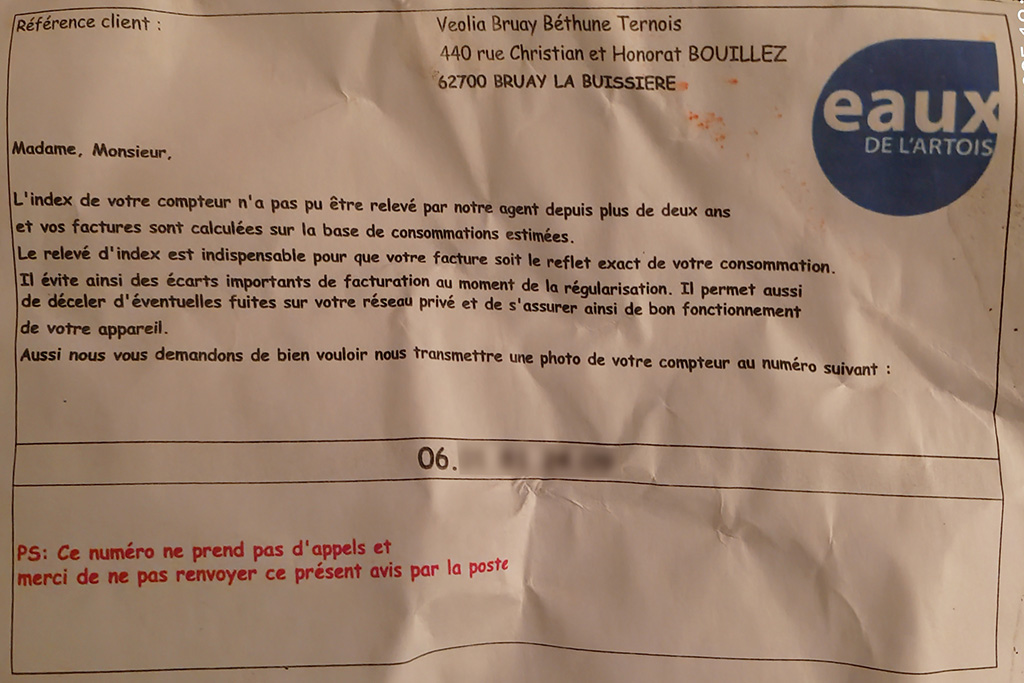 Référence client :
Veolia Bruay Béthune Ternois
440 rue Christian et Honorat BOUILLEZ
62700 BRUAY LA BUISSIERE
eaux
DE L'ARTOIS
Madame, Monsieur,
L'index de votre compteur n'a pas pu être relevé par notre agent depuis plus de deux ans
et vos factures sont calculées sur la base de consommations estimées.
Le relevé d'index est indispensable pour que votre facture soit le reflet exact de votre consommation.
Il évite ainsi des écarts importants de facturation au moment de la régularisation. Il permet aussi
de déceler d'éventuelles fuites sur votre réseau privé et de s'assurer ainsi de bon fonctionnement
de votre appareil.
Aussi nous vous demandons de bien vouloir nous transmettre une photo de votre compteur au numéro suivant :
06.
PS: Ce numéro ne prend pas d'appels et
merci de ne pas renvoyer ce présent avis par la poste